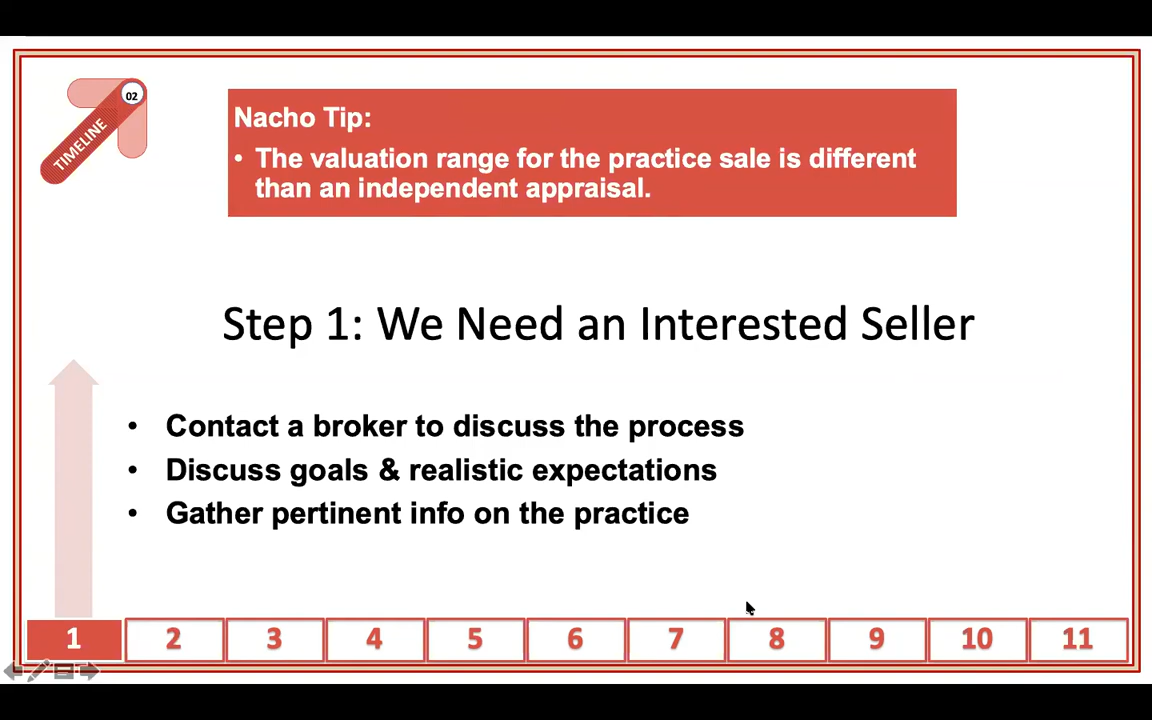 02
TIMELINE
Nacho Tip:
• The valuation range for the practice sale is different
than an independent appraisal.
Step 1: We Need an Interested Seller
• Contact a broker to discuss the process
• Discuss goals & realistic expectations
• Gather pertinent info on the practice
1 2 3 4 5 6 7 8 9 10 11